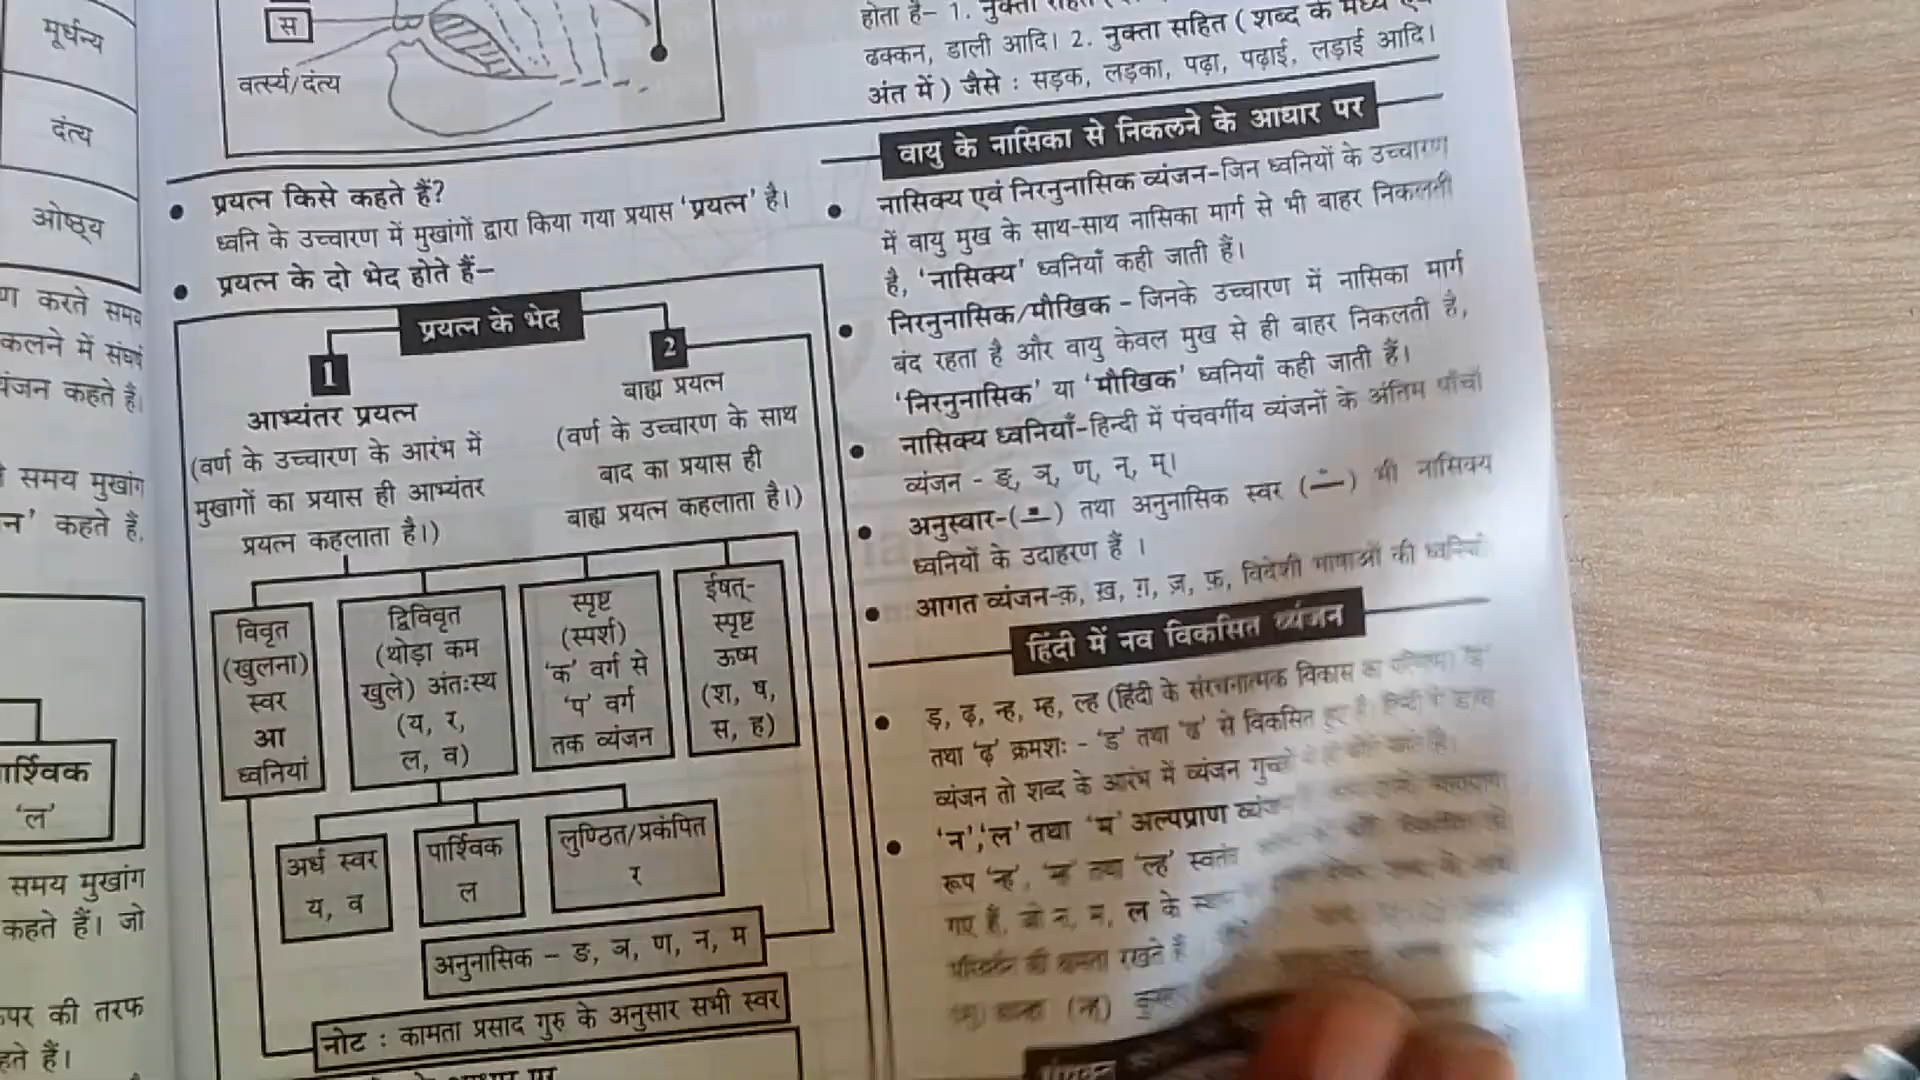 मूर्धन्य
दंत्य
ओष्ठ्य
करते समय
कलने में संघर्ष
कहते हैं।
समय मुखांग
न' कहते हैं,
'ल'
समय मुखांग
कहते हैं। जो
की तरफ
हैं।
स
वर्त्स्य/दंत्य
• प्रयत्न किसे कहते हैं?
ध्वनि के उच्चारण में मुखांगों द्वारा किया गया प्रयास 'प्रयत्न' है।
• प्रयत्न के दो भेद होते हैं–
प्रयत्न के भेद
1
आभ्यंतर प्रयत्न
(वर्ण के उच्चारण के आरंभ में
मुखागों का प्रयास ही आभ्यंतर
प्रयत्न कहलाता है।)
2
बाह्य प्रयत्न
(वर्ण के उच्चारण के साथ
बाद का प्रयास ही
बाह्य प्रयत्न कहलाता है।)
विवृत
(खुलना)
स्वर
आ
ध्वनियां
द्विविवृत
(थोड़ा कम
खुले) अंतःस्थ
(य, र,
ल, व)
स्पृष्ट
(स्पर्श)
'क' वर्ग से
'प' वर्ग
तक व्यंजन
ईषत्-
स्पृष्ट
ऊष्म
(श, ष,
स, ह)
अर्ध स्वर
य, व
पार्श्विक
ल
लुण्ठित/प्रकंपित
र
अनुनासिक – ङ, ञ, ण, न, म
नोट : कामता प्रसाद गुरु के अनुसार सभी स्वर
होता है– 1. नुक्ता
ढक्कन, डाली आदि। 2. नुक्ता सहित (शब्द के मध्य एवं
अंत में) जैसे : सड़क, लड़का, पढ़ा, पढ़ाई, लड़ाई आदि।
वायु के नासिका से निकलने के आधार पर
• नासिक्य एवं निरनुनासिक व्यंजन–जिन ध्वनियों के उच्चारण
में वायु मुख के साथ-साथ नासिका मार्ग से भी बाहर निकलती
है, 'नासिक्य' ध्वनियाँ कही जाती हैं।
• निरनुनासिक/मौखिक – जिनके उच्चारण में नासिका मार्ग
बंद रहता है और वायु केवल मुख से ही बाहर निकलती है,
'निरनुनासिक' या 'मौखिक' ध्वनियाँ कही जाती हैं।
• नासिक्य ध्वनियाँ–हिन्दी में पंचवर्गीय व्यंजनों के अंतिम पाँचों
व्यंजन – ङ्, ञ्, ण्, न्, म्।
• अनुस्वार–(ं) तथा अनुनासिक स्वर (ँ) भी नासिक्य
ध्वनियों के उदाहरण हैं ।
• आगत व्यंजन–क़, ख़, ग़, ज़, फ़, विदेशी भाषाओं की ध्वनियां
हिंदी में नव विकसित व्यंजन
• ड़, ढ़, न्ह, म्ह, ल्ह (हिंदी के संरचनात्मक विकास का
तथा 'ढ़' क्रमशः – 'ड' तथा 'ढ' से विकसित हुए हैं।
व्यंजन तो शब्द के आरंभ में व्यंजन
• 'न','ल' तथा 'म' अल्पप्राण व्यंजन
रूप 'न्ह', 'म्ह' तथा 'ल्ह' स्वतंत्र
गए हैं, जो न, म, ल के
रखते हैं